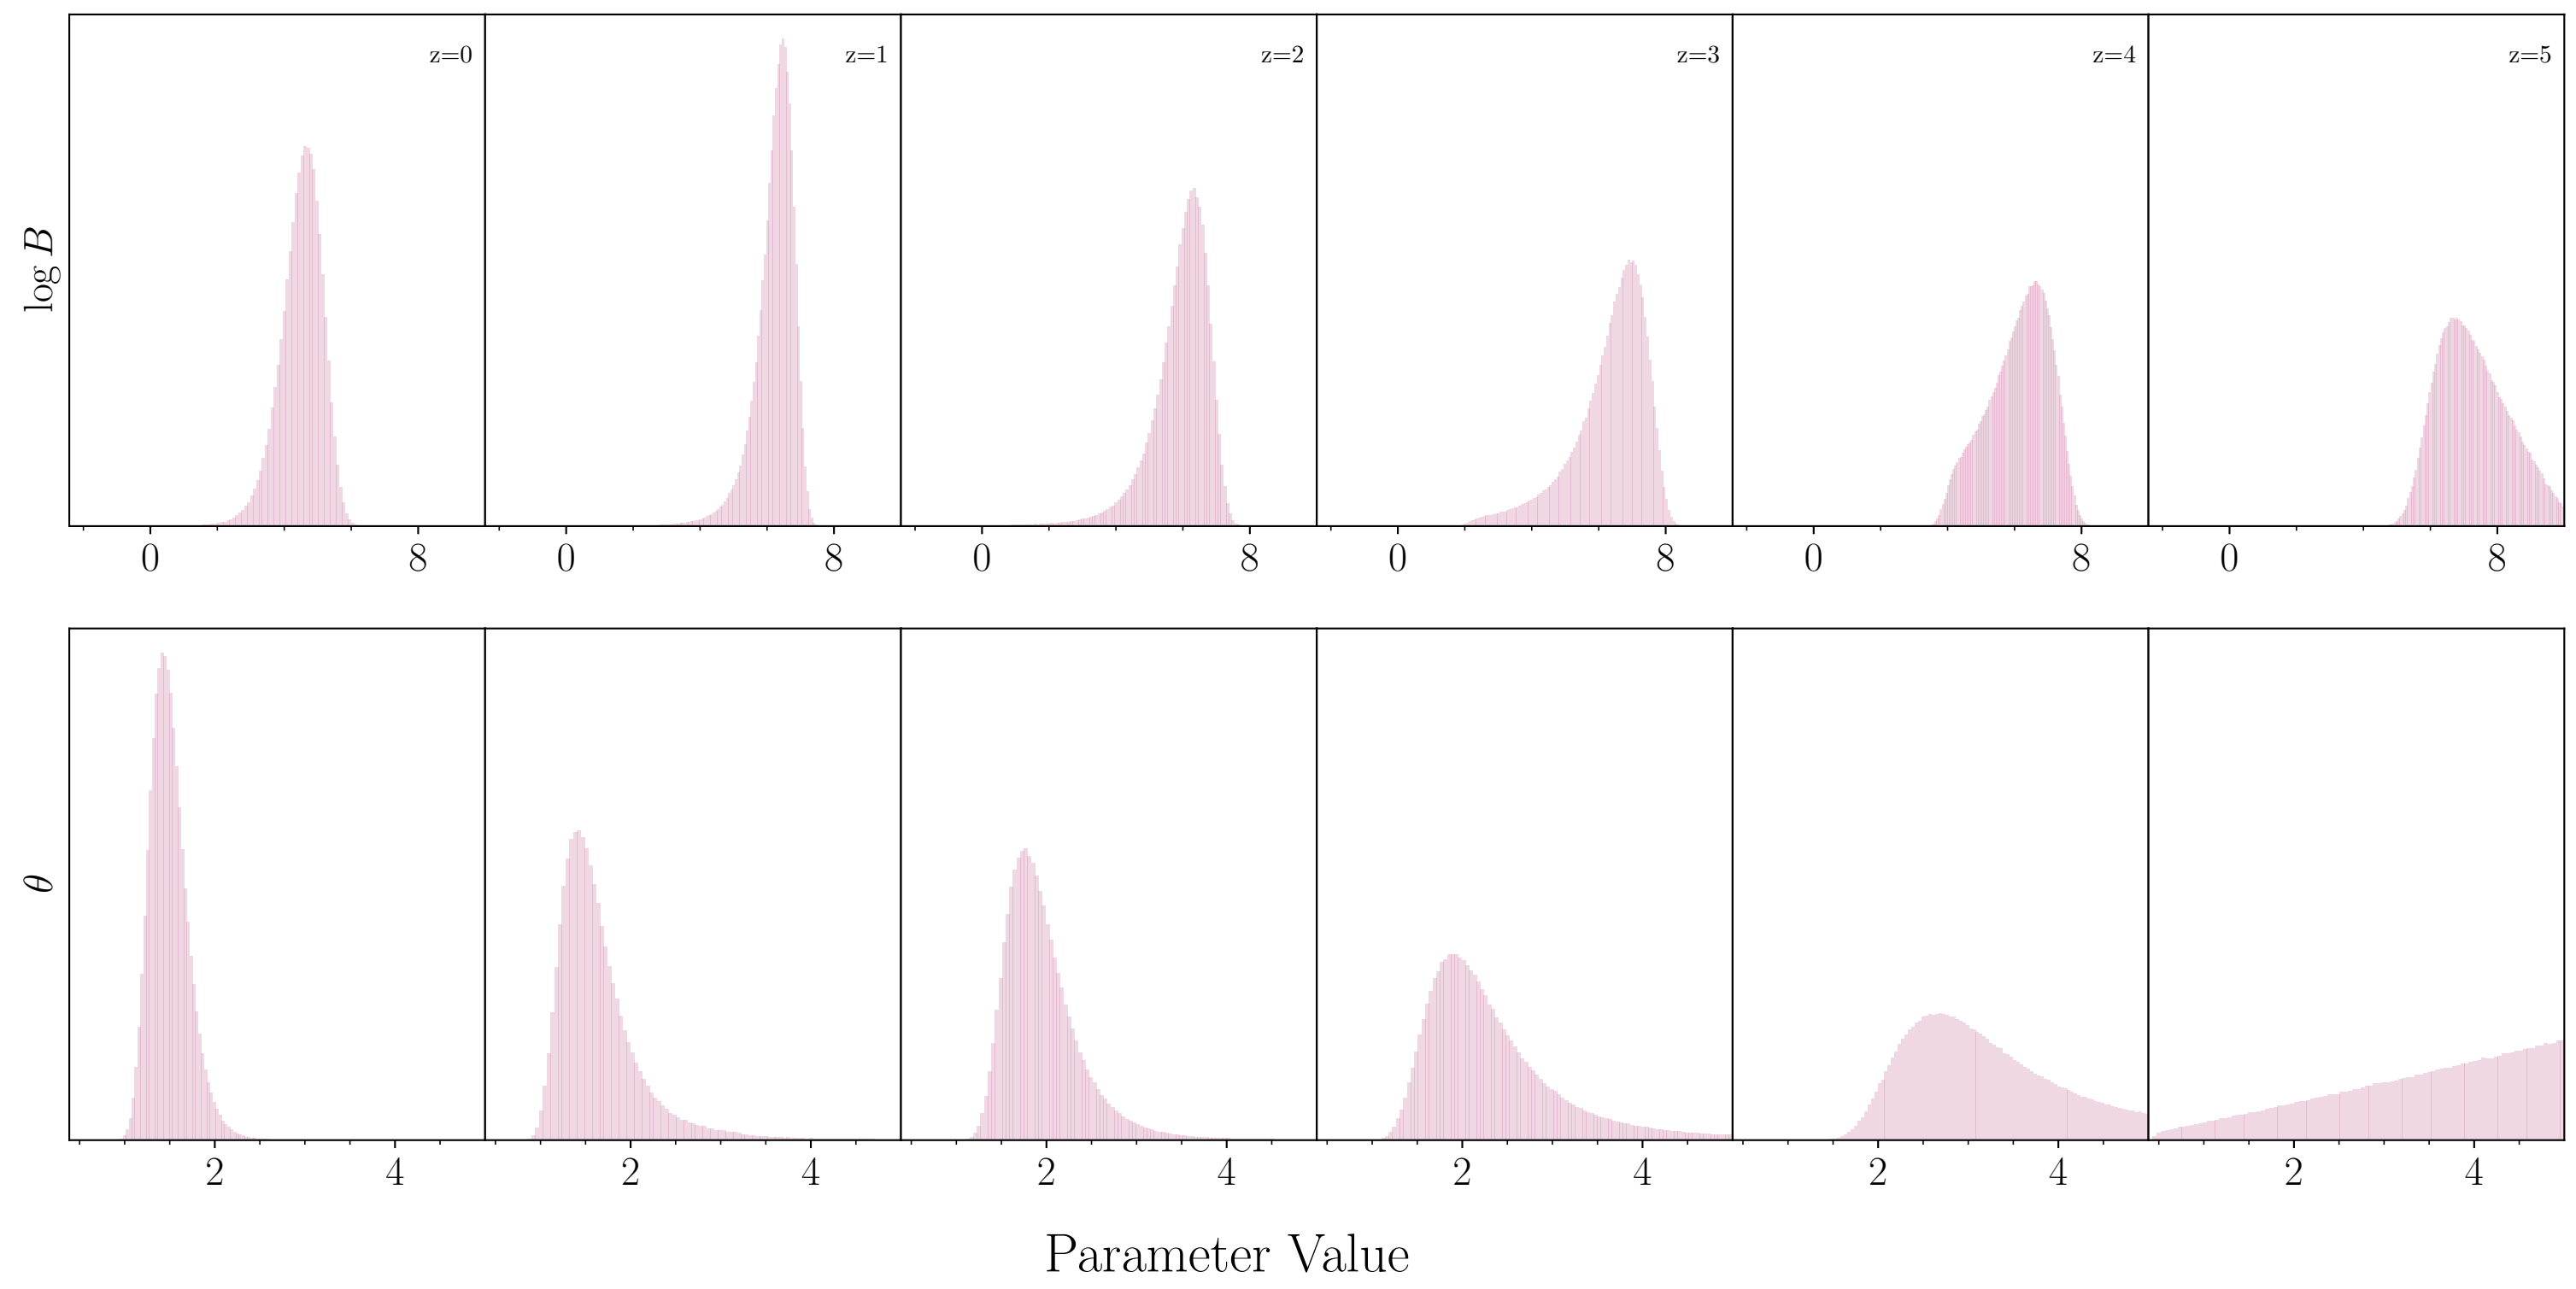 z=0 z=1 z=2 z=3 z=4 z=5
log B
0 8 0 8 0 8 0 8 0 8 0 8
θ
2 4 2 4 2 4 2 4 2 4 2 4
Parameter Value